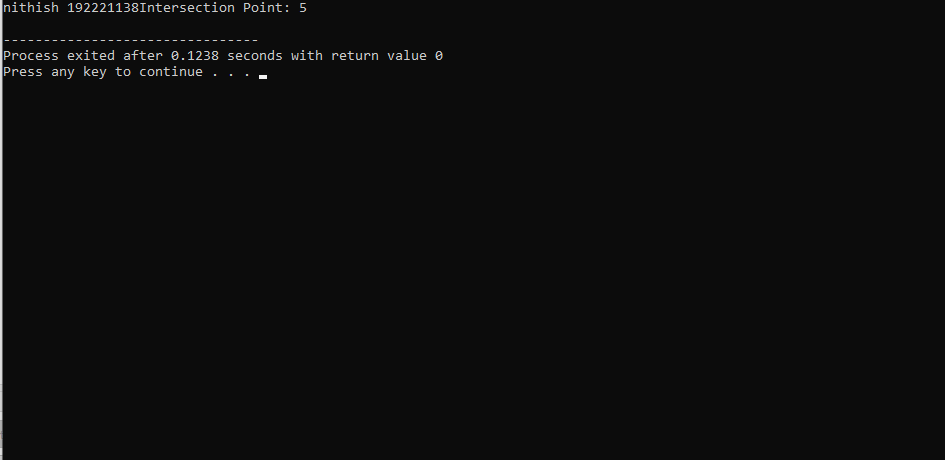 nithish 192221138Intersection Point: 5
--------------------------------
Process exited after 0.1238 seconds with return value 0
Press any key to continue . . .